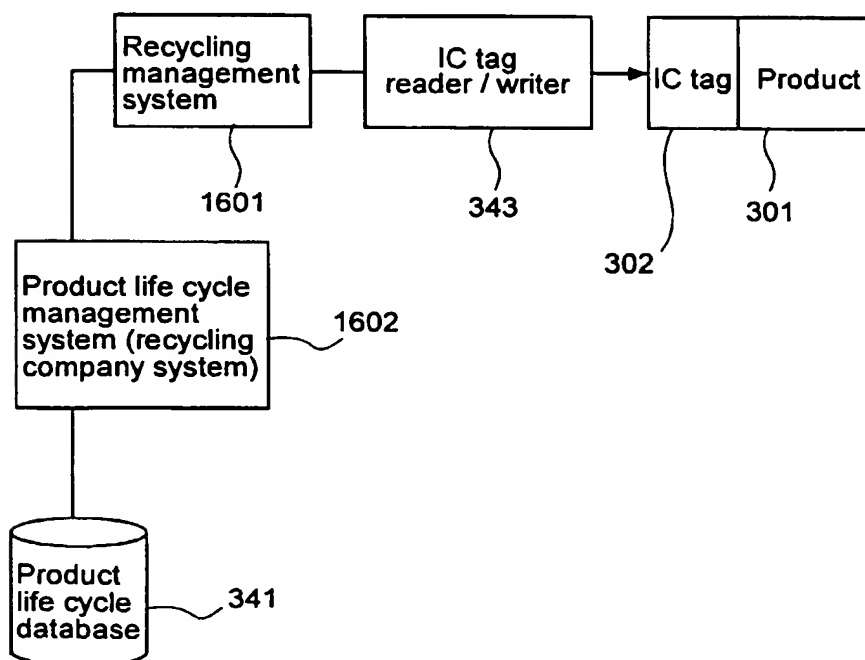 Recycling
management
system
IC tag
reader / writer
IC tag
Product
1601
343
302
301
Product life cycle
management
system (recycling
company system)
1602
Product
life cycle
database
341